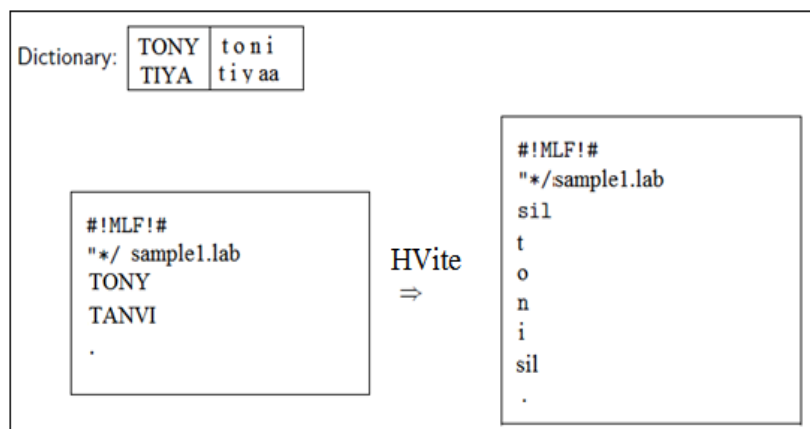 Dictionary:
TONY t o n i
TIYA t i y aa
#!MLF!#
"*/ sample1.lab
TONY
TANVI
.
HVite
⇒
#!MLF!#
"*/sample1.lab
sil
t
o
n
i
sil
.